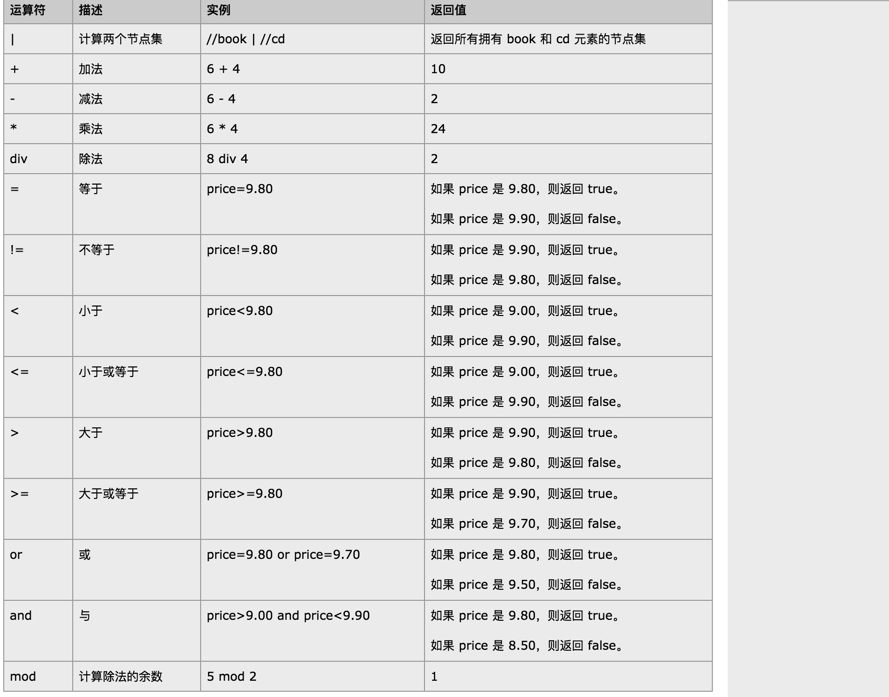 运算符 描述 实例 返回值
| 计算两个节点集 //book | //cd 返回所有拥有 book 和 cd 元素的节点集
+ 加法 6 + 4 10
- 减法 6 - 4 2
* 乘法 6 * 4 24
div 除法 8 div 4 2
= 等于 price=9.80 如果 price 是 9.80，则返回 true。
如果 price 是 9.90，则返回 false。
!= 不等于 price!=9.80 如果 price 是 9.90，则返回 true。
如果 price 是 9.80，则返回 false。
< 小于 price<9.80 如果 price 是 9.00，则返回 true。
如果 price 是 9.90，则返回 false。
<= 小于或等于 price<=9.80 如果 price 是 9.00，则返回 true。
如果 price 是 9.90，则返回 false。
> 大于 price>9.80 如果 price 是 9.90，则返回 true。
如果 price 是 9.80，则返回 false。
>= 大于或等于 price>=9.80 如果 price 是 9.90，则返回 true。
如果 price 是 9.70，则返回 false。
or 或 price=9.80 or price=9.70 如果 price 是 9.80，则返回 true。
如果 price 是 9.50，则返回 false。
and 与 price>9.00 and price<9.90 如果 price 是 9.80，则返回 true。
如果 price 是 8.50，则返回 false。
mod 计算除法的余数 5 mod 2 1